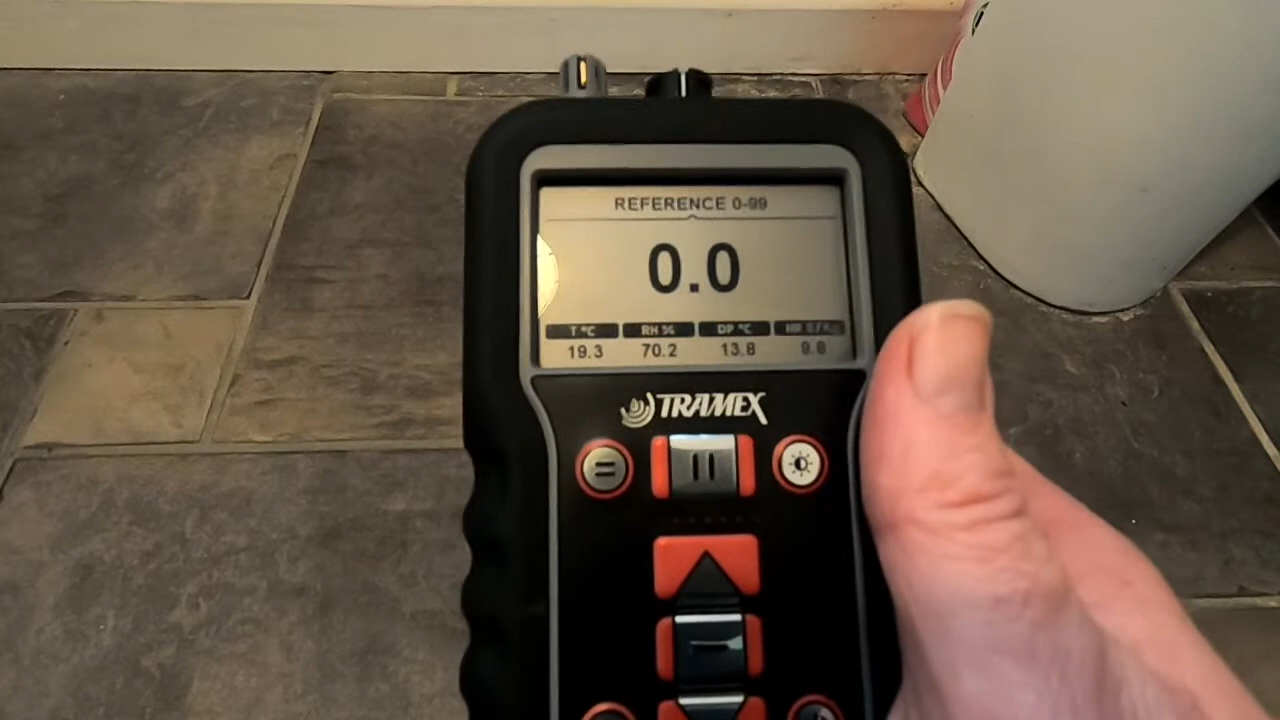 REFERENCE 0-99
0.0
T °C RH % DP °C
19.3 70.2 13.8 9.8
TRAMEX